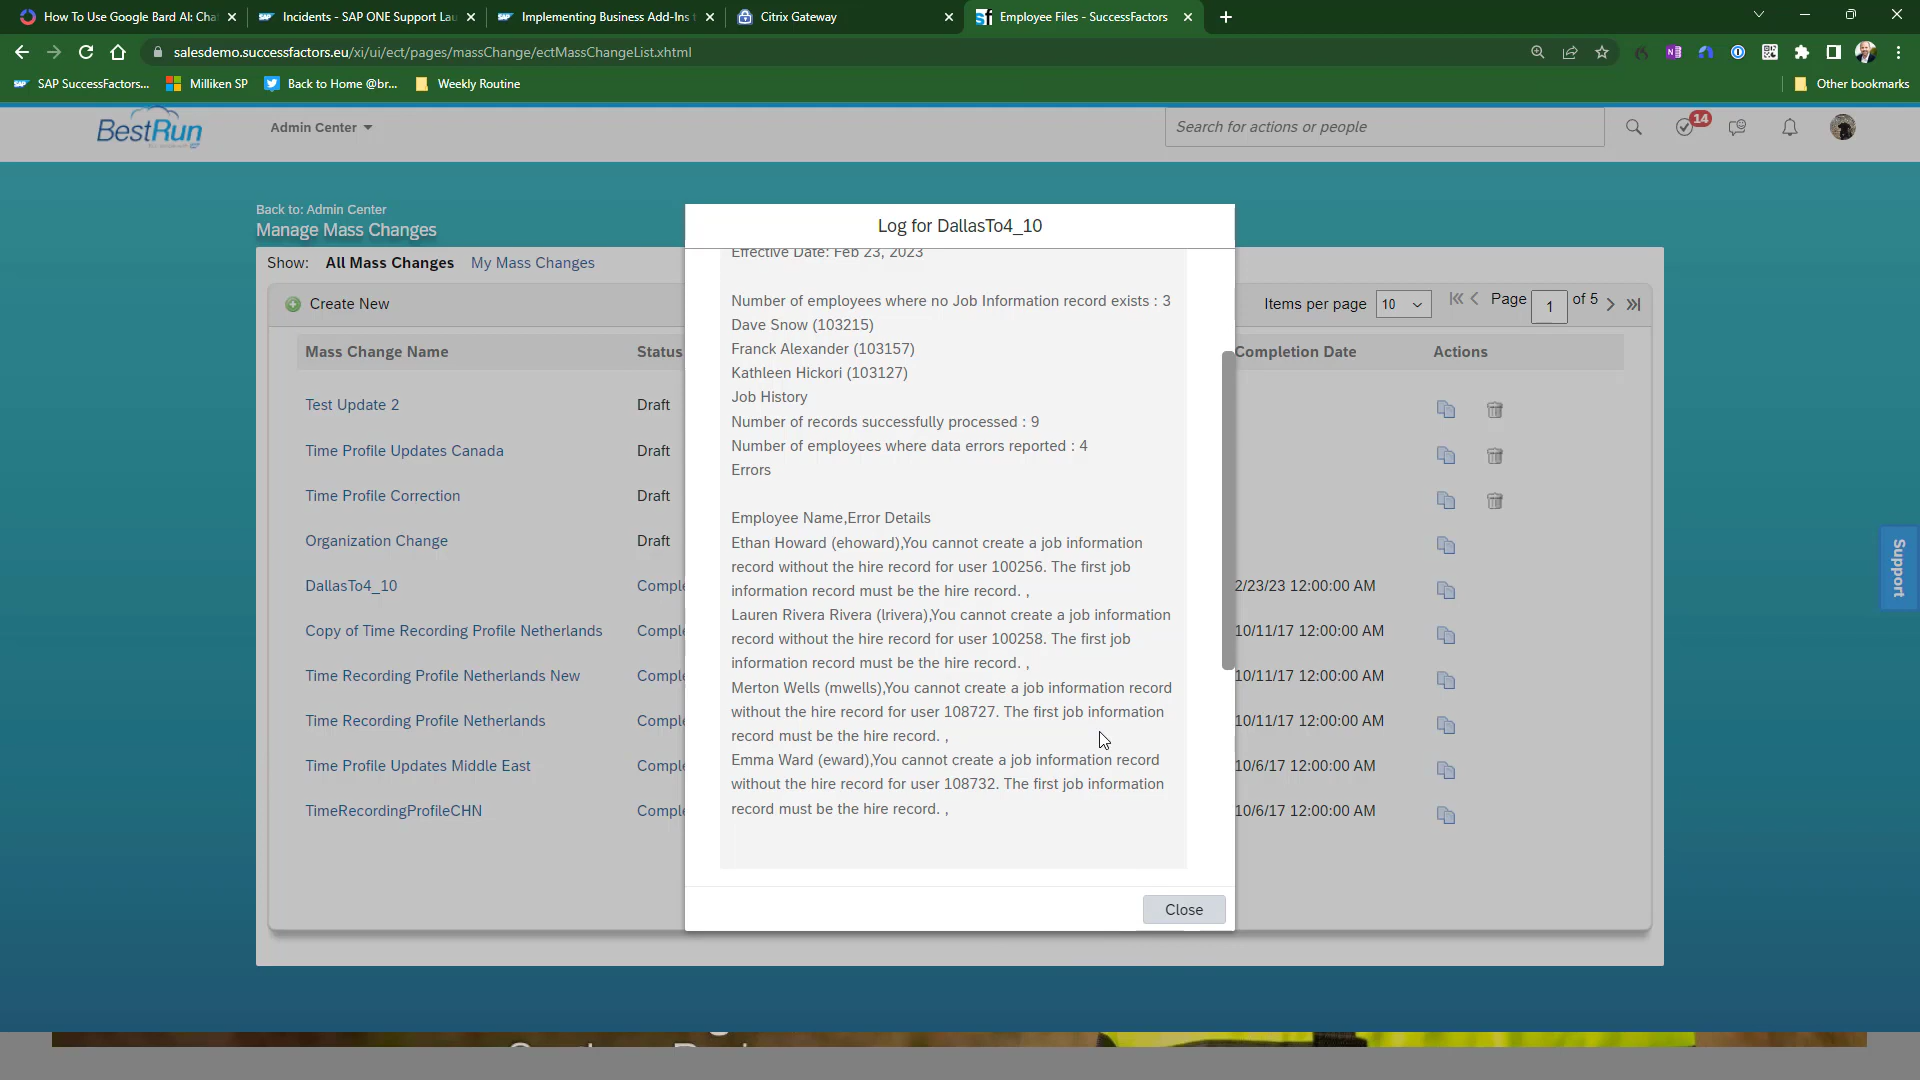 How To Use Google Bard AI: Cha
Incidents - SAP ONE Support Lau
Implementing Business Add-Ins t
Citrix Gateway
Employee Files - SuccessFactors
salesdemo.successfactors.eu/xi/ui/ect/pages/massChange/ectMassChangeList.xhtml
SAP SuccessFactors...
Milliken SP
Back to Home @br...
Weekly Routine
Other bookmarks
BestRun
Admin Center
Search for actions or people
14
Back to: Admin Center
Manage Mass Changes
Show: All Mass Changes My Mass Changes
Create New
Items per page 10 Page 1 of 5
Mass Change Name Status Completion Date Actions
Test Update 2 Draft
Time Profile Updates Canada Draft
Time Profile Correction Draft
Organization Change Draft
DallasTo4_10 Comple 2/23/23 12:00:00 AM
Copy of Time Recording Profile Netherlands Comple 10/11/17 12:00:00 AM
Time Recording Profile Netherlands New Comple 10/11/17 12:00:00 AM
Time Recording Profile Netherlands Comple 10/11/17 12:00:00 AM
Time Profile Updates Middle East Comple 10/6/17 12:00:00 AM
TimeRecordingProfileCHN Comple 10/6/17 12:00:00 AM
Log for DallasTo4_10
Effective Date: Feb 23, 2023
Number of employees where no Job Information record exists : 3
Dave Snow (103215)
Franck Alexander (103157)
Kathleen Hickori (103127)
Job History
Number of records successfully processed : 9
Number of employees where data errors reported : 4
Errors
Employee Name,Error Details
Ethan Howard (ehoward),You cannot create a job information
record without the hire record for user 100256. The first job
information record must be the hire record. ,
Lauren Rivera Rivera (lrivera),You cannot create a job information
record without the hire record for user 100258. The first job
information record must be the hire record. ,
Merton Wells (mwells),You cannot create a job information record
without the hire record for user 108727. The first job information
record must be the hire record. ,
Emma Ward (eward),You cannot create a job information record
without the hire record for user 108732. The first job information
record must be the hire record. ,
Close
Support